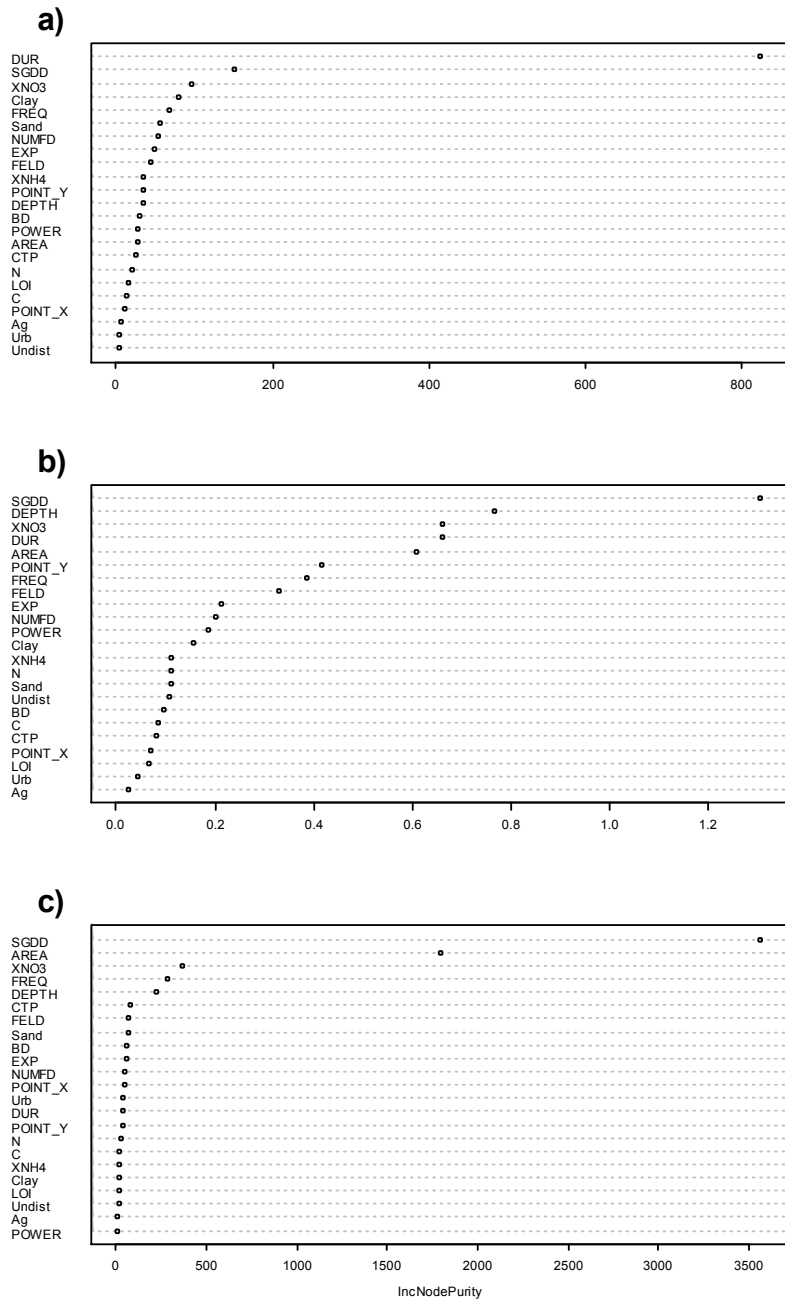 a)
DUR
SGDD
XNO3
Clay
FREQ
Sand
NUMFD
EXP
FELD
XNH4
POINT_Y
DEPTH
BD
POWER
AREA
CTP
N
LOI
C
POINT_X
Ag
Urb
Undist
0 200 400 600 800
b)
SGDD
DEPTH
XNO3
DUR
AREA
POINT_Y
FREQ
FELD
EXP
NUMFD
POWER
Clay
XNH4
N
Sand
Undist
BD
C
CTP
POINT_X
LOI
Urb
Ag
0.0 0.2 0.4 0.6 0.8 1.0 1.2
c)
SGDD
AREA
XNO3
FREQ
DEPTH
CTP
FELD
Sand
BD
EXP
NUMFD
POINT_X
Urb
DUR
POINT_Y
N
C
XNH4
Clay
LOI
Undist
Ag
POWER
0 500 1000 1500 2000 2500 3000 3500
IncNodePurity